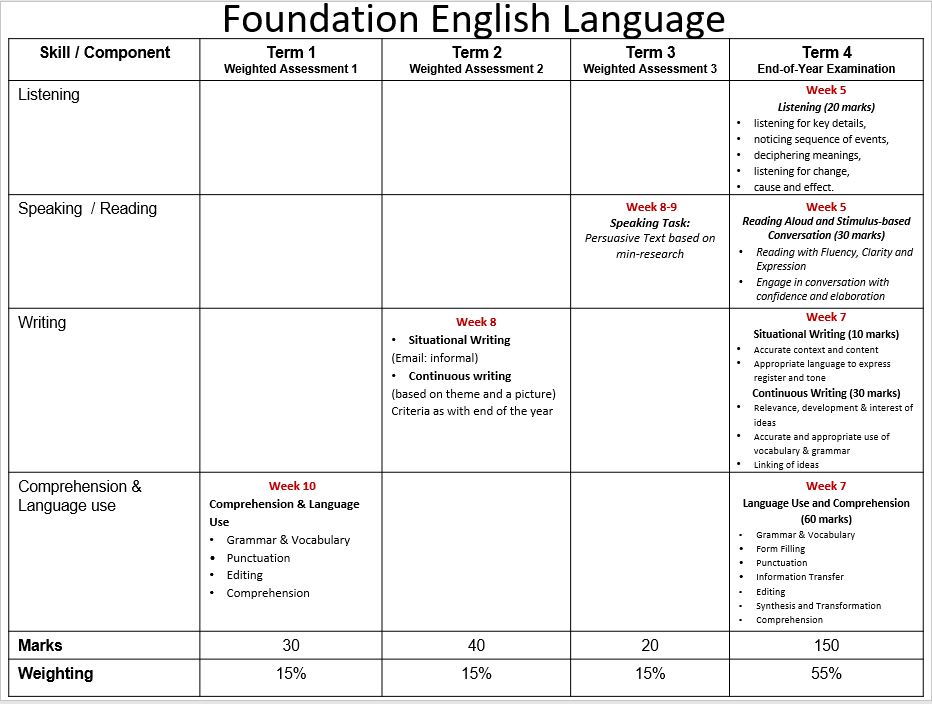 Foundation English Language
Skill / Component
Term 1
Weighted Assessment 1
Term 2
Weighted Assessment 2
Term 3
Weighted Assessment 3
Term 4
End-of-Year Examination
Listening
Week 5
Listening (20 marks)
• listening for key details,
• noticing sequence of events,
• deciphering meanings,
• listening for change,
• cause and effect.
Speaking / Reading
Week 8-9
Speaking Task:
Persuasive Text based on
min-research
Week 5
Reading Aloud and Stimulus-based
Conversation (30 marks)
• Reading with Fluency, Clarity and
Expression
• Engage in conversation with
confidence and elaboration
Writing
Week 8
• Situational Writing
(Email: informal)
• Continuous writing
(based on theme and a picture)
Criteria as with end of the year
Week 7
Situational Writing (10 marks)
• Accurate context and content
• Appropriate language to express
register and tone
Continuous Writing (30 marks)
• Relevance, development & interest of
ideas
• Accurate and appropriate use of
vocabulary & grammar
• Linking of ideas
Comprehension &
Language use
Week 10
Comprehension & Language
Use
• Grammar & Vocabulary
• Punctuation
• Editing
• Comprehension
Week 7
Language Use and Comprehension
(60 marks)
• Grammar & Vocabulary
• Form Filling
• Punctuation
• Information Transfer
• Editing
• Synthesis and Transformation
• Comprehension
Marks
30
40
20
150
Weighting
15%
15%
15%
55%